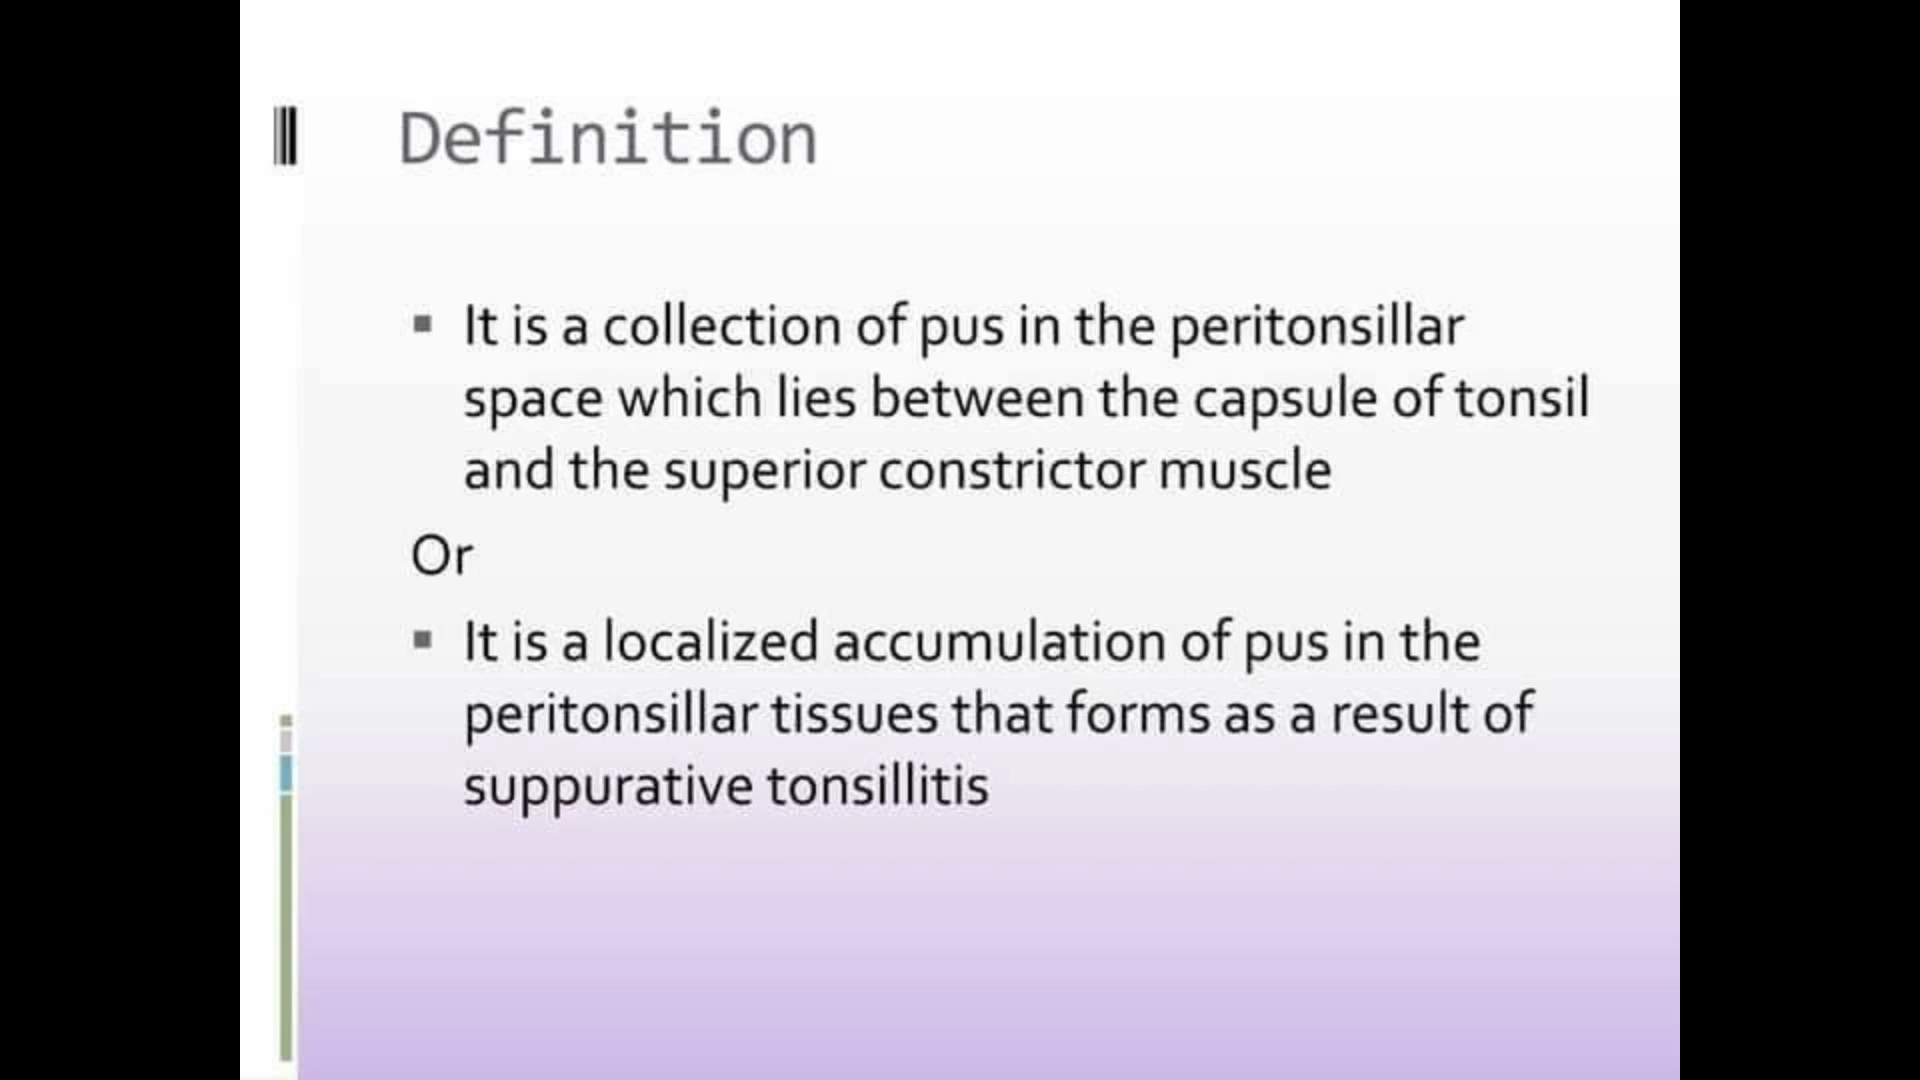 Definition
It is a collection of pus in the peritonsillar
space which lies between the capsule of tonsil
and the superior constrictor muscle
Or
It is a localized accumulation of pus in the
peritonsillar tissues that forms as a result of
suppurative tonsillitis